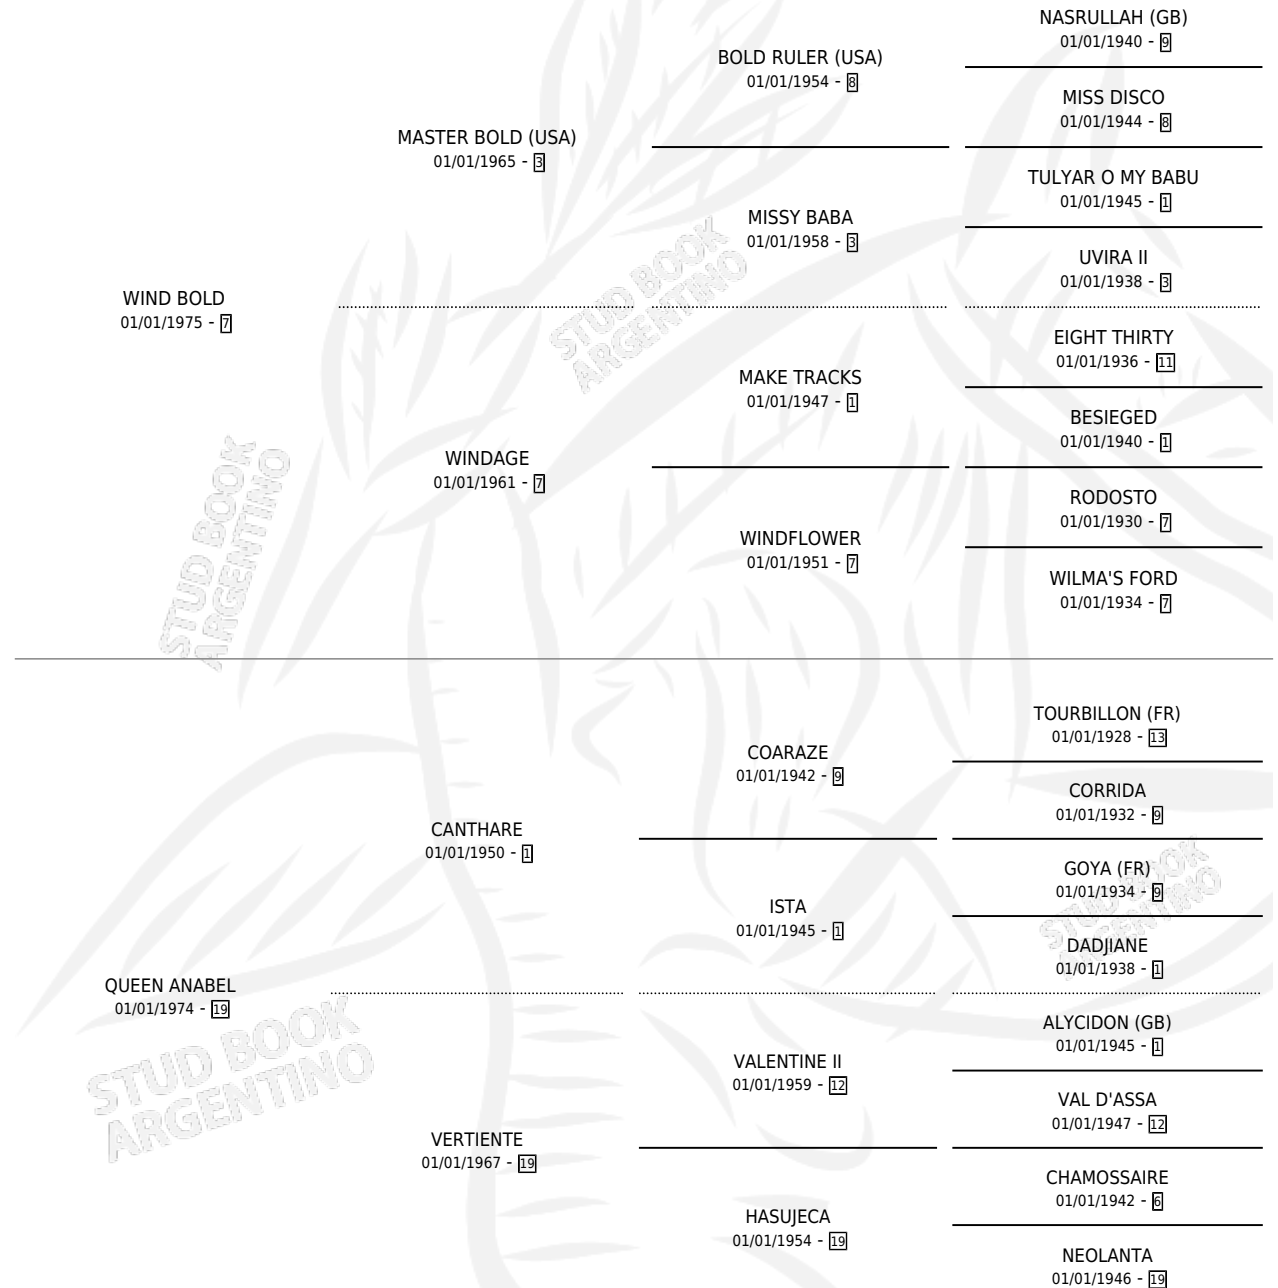 NASRULLAH (GB)
01/01/1940 - 9
BOLD RULER (USA)
01/01/1954 - 8
MISS DISCO
01/01/1944 - 8
MASTER BOLD (USA)
01/01/1965 - 3
TULYAR O MY BABU
01/01/1945 - 1
MISSY BABA
01/01/1958 - 3
UVIRA II
01/01/1938 - 3
WIND BOLD
01/01/1975 - 7
EIGHT THIRTY
01/01/1936 - 11
MAKE TRACKS
01/01/1947 - 1
BESIEGED
01/01/1940 - 1
WINDAGE
01/01/1961 - 7
RODOSTO
01/01/1930 - 7
WINDFLOWER
01/01/1951 - 7
WILMA'S FORD
01/01/1934 - 7
TOURBILLON (FR)
01/01/1928 - 13
COARAZE
01/01/1942 - 9
CORRIDA
01/01/1932 - 9
CANTHARE
01/01/1950 - 1
GOYA (FR)
01/01/1934 - 9
ISTA
01/01/1945 - 1
DADJIANE
01/01/1938 - 1
QUEEN ANABEL
01/01/1974 - 19
ALYCIDON (GB)
01/01/1945 - 1
VALENTINE II
01/01/1959 - 12
VAL D'ASSA
01/01/1947 - 12
VERTIENTE
01/01/1967 - 19
CHAMOSSAIRE
01/01/1942 - 6
HASUJECA
01/01/1954 - 19
NEOLANTA
01/01/1946 - 19
STUD BOOK
ARGENTINO
STUD BOOK
ARGENTINO
STUD BOOK
ARGENTINO
STUD BOOK
ARGENTINO